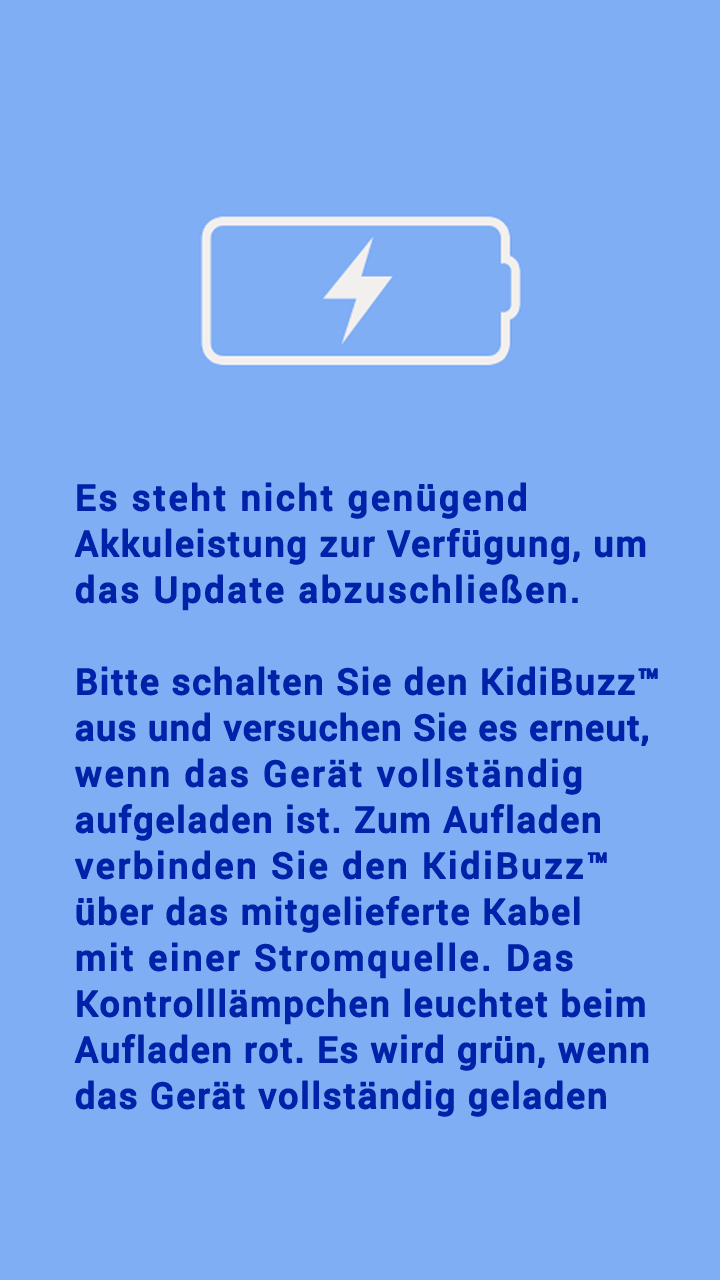 Es steht nicht genügend
Akkuleistung zur Verfügung, um
das Update abzuschließen.
Bitte schalten Sie den KidiBuzz™
aus und versuchen Sie es erneut,
wenn das Gerät vollständig
aufgeladen ist. Zum Aufladen
verbinden Sie den KidiBuzz™
über das mitgelieferte Kabel
mit einer Stromquelle. Das
Kontrolllämpchen leuchtet beim
Aufladen rot. Es wird grün, wenn
das Gerät vollständig geladen